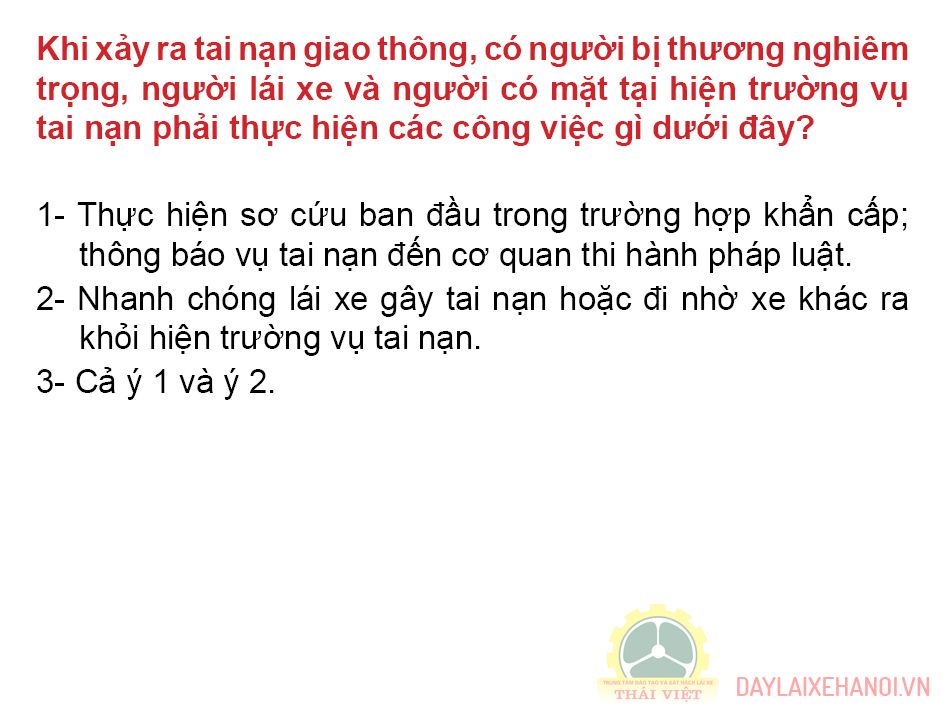 Khi xảy ra tai nạn giao thông, có người bị thương nghiêm
trọng, người lái xe và người có mặt tại hiện trường vụ
tai nạn phải thực hiện các công việc gì dưới đây?
1- Thực hiện sơ cứu ban đầu trong trường hợp khẩn cấp;
thông báo vụ tai nạn đến cơ quan thi hành pháp luật.
2- Nhanh chóng lái xe gây tai nạn hoặc đi nhờ xe khác ra
khỏi hiện trường vụ tai nạn.
3- Cả ý 1 và ý 2.
TRUNG TÂM ĐÀO TẠO VÀ SÁT HẠCH LÁI XE
THÁI VIỆT
DAYLAIXEHANOI.VN